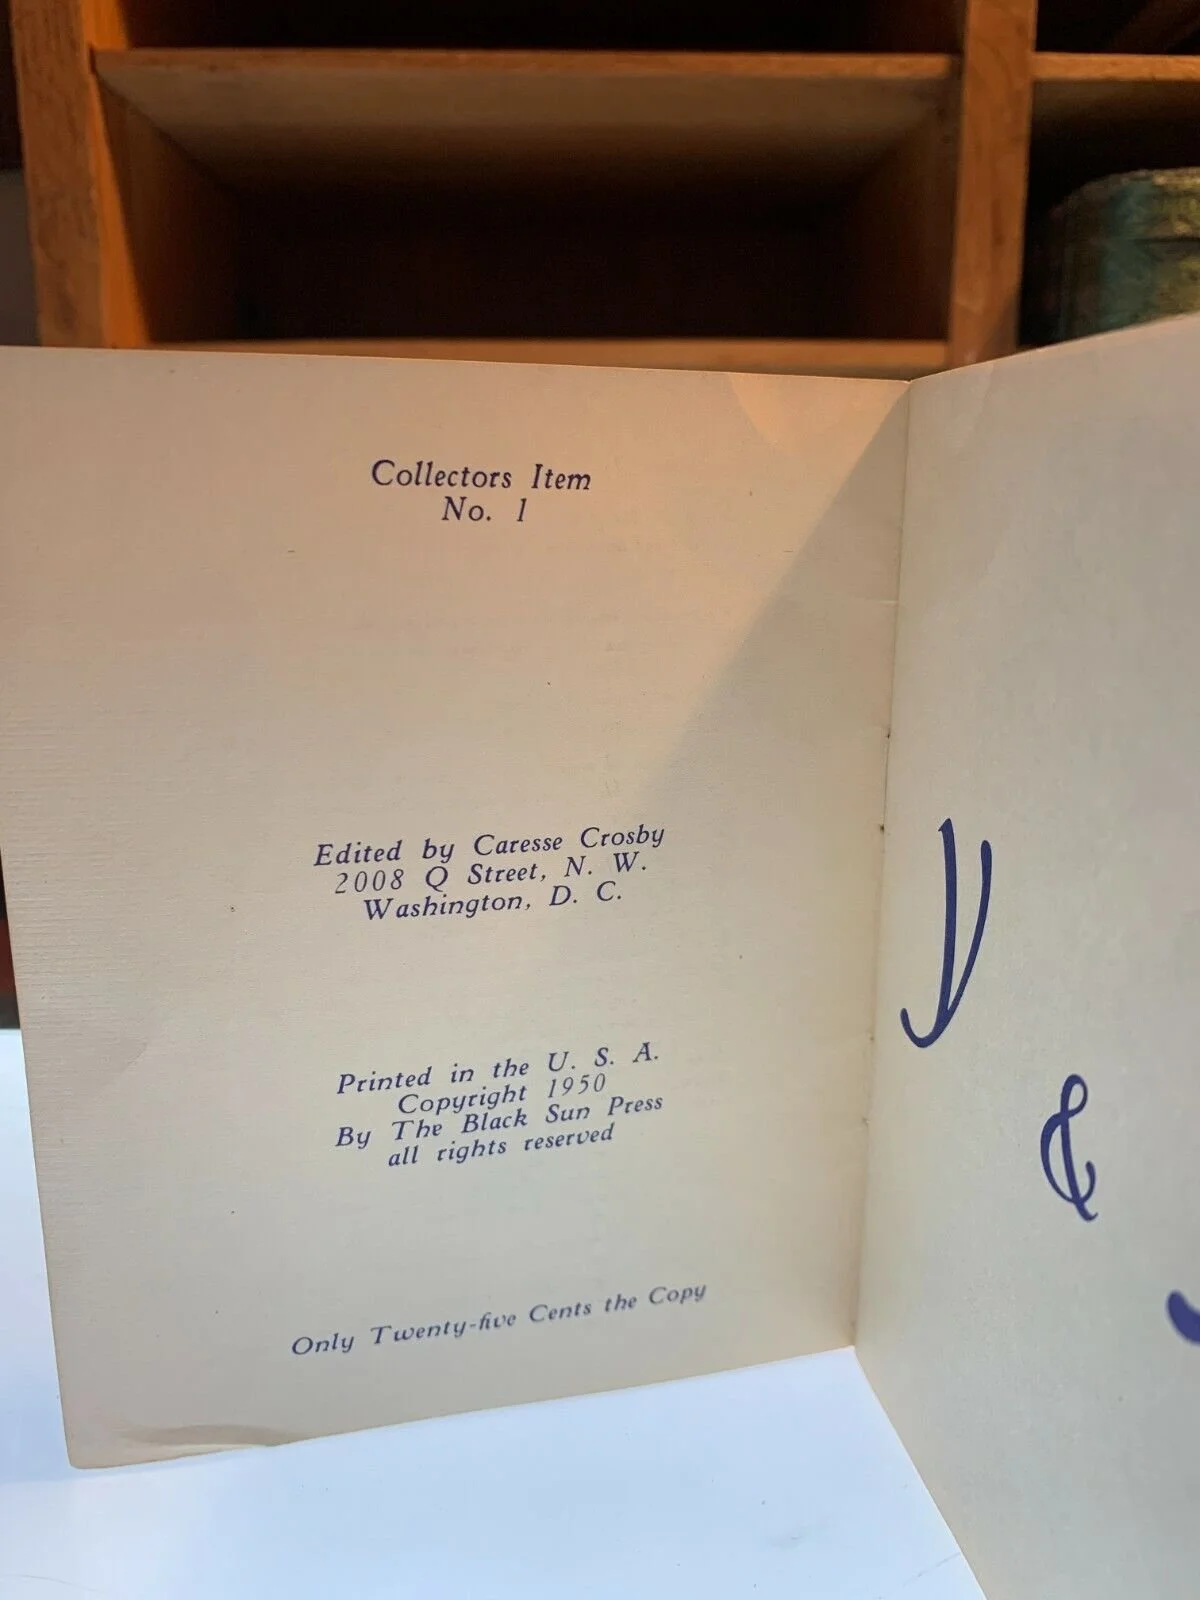 Collectors Item
No. 1
Edited by Caresse Crosby
2008 Q Street, N. W.
Washington, D. C.
Printed in the U. S. A.
Copyright 1950
By The Black Sun Press
all rights reserved
Only Twenty-five Cents the Copy
&